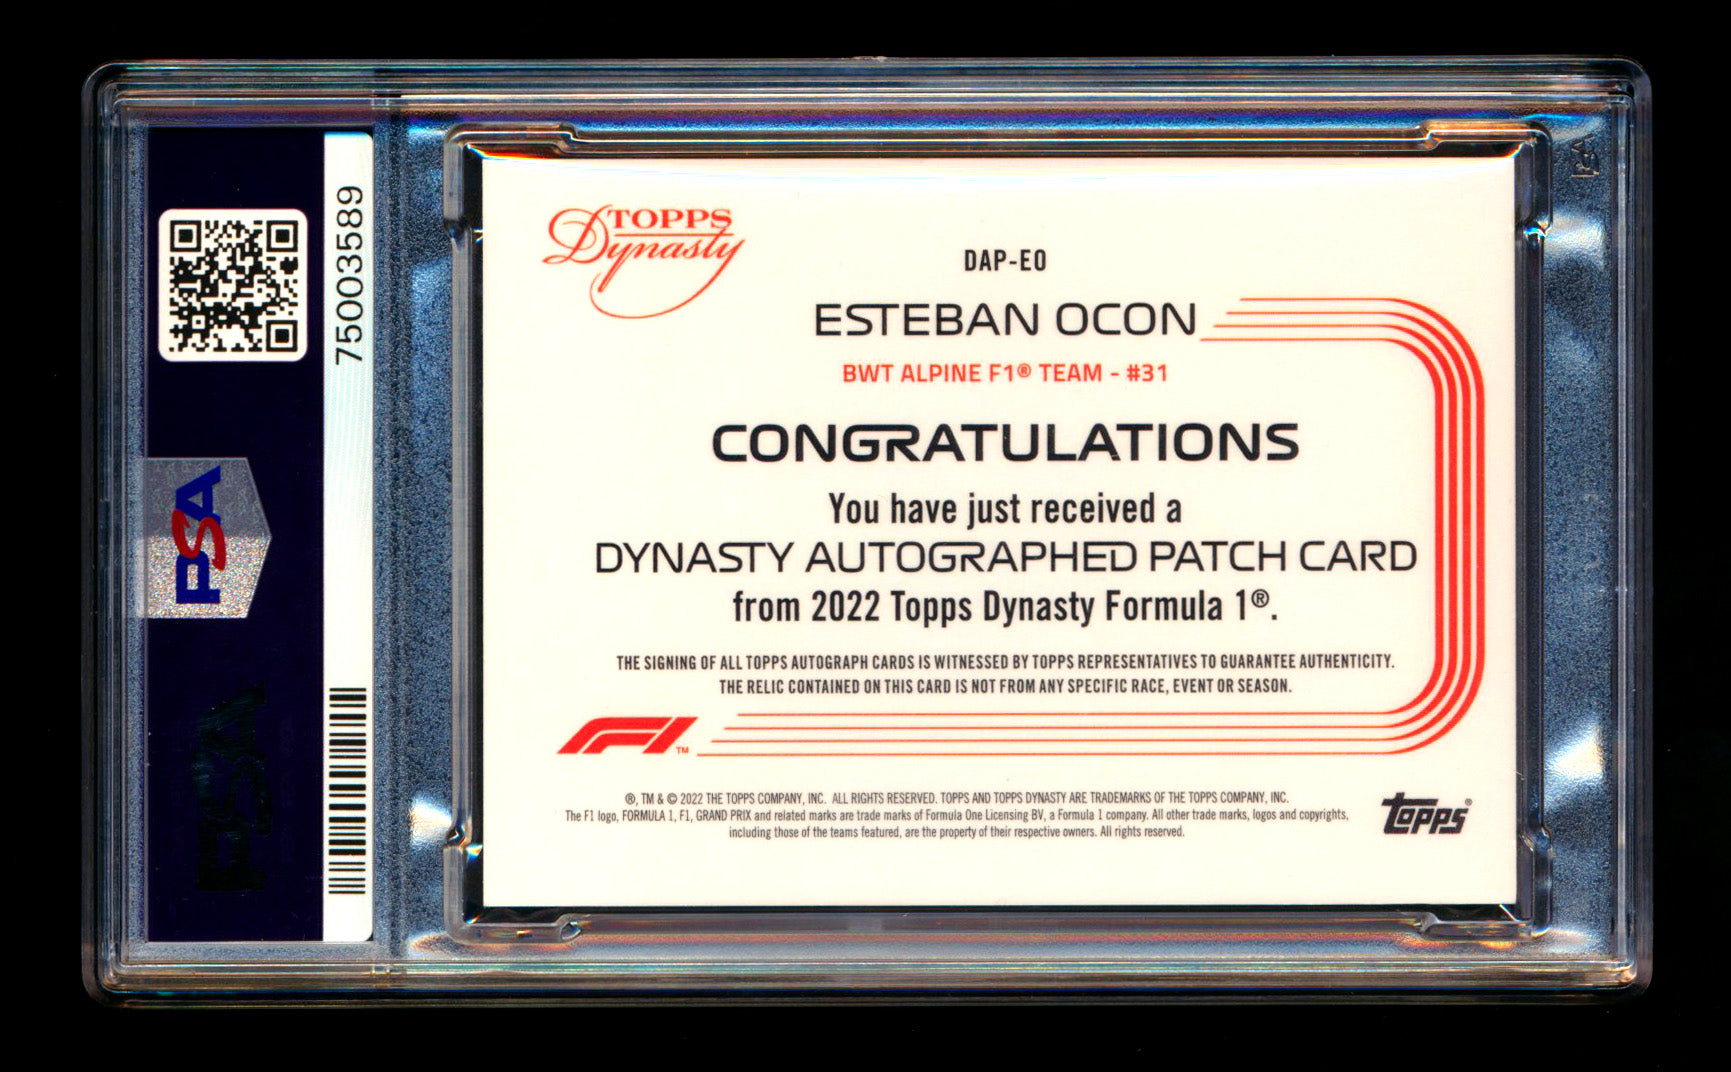 75003589
PSA
TOPPS
Dynasty
DAP-EO
ESTEBAN OCON
BWT ALPINE F1® TEAM - #31
CONGRATULATIONS
You have just received a
DYNASTY AUTOGRAPHED PATCH CARD
from 2022 Topps Dynasty Formula 1®.
THE SIGNING OF ALL TOPPS AUTOGRAPH CARDS IS WITNESSED BY TOPPS REPRESENTATIVES TO GUARANTEE AUTHENTICITY.
THE RELIC CONTAINED ON THIS CARD IS NOT FROM ANY SPECIFIC RACE, EVENT OR SEASON.
F1™
®, TM & © 2022 THE TOPPS COMPANY, INC. ALL RIGHTS RESERVED. TOPPS AND TOPPS DYNASTY ARE TRADEMARKS OF THE TOPPS COMPANY, INC.
The F1 logo, FORMULA 1, F1, GRAND PRIX and related marks are trade marks of Formula One Licensing BV, a Formula 1 company. All other trade marks, logos and copyrights,
including those of the teams featured, are the property of their respective owners. All rights reserved.
topps®
PSA
PSA